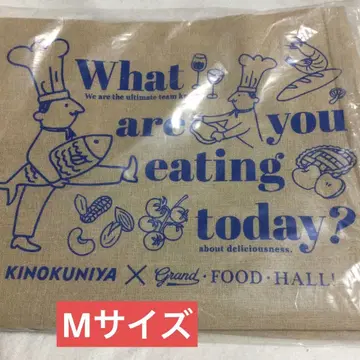 What
We are the ultimate team
are you
eating
today?
about deliciousness.
KINOKUNIYA × Grand・FOOD・HALL!
Mサイズ